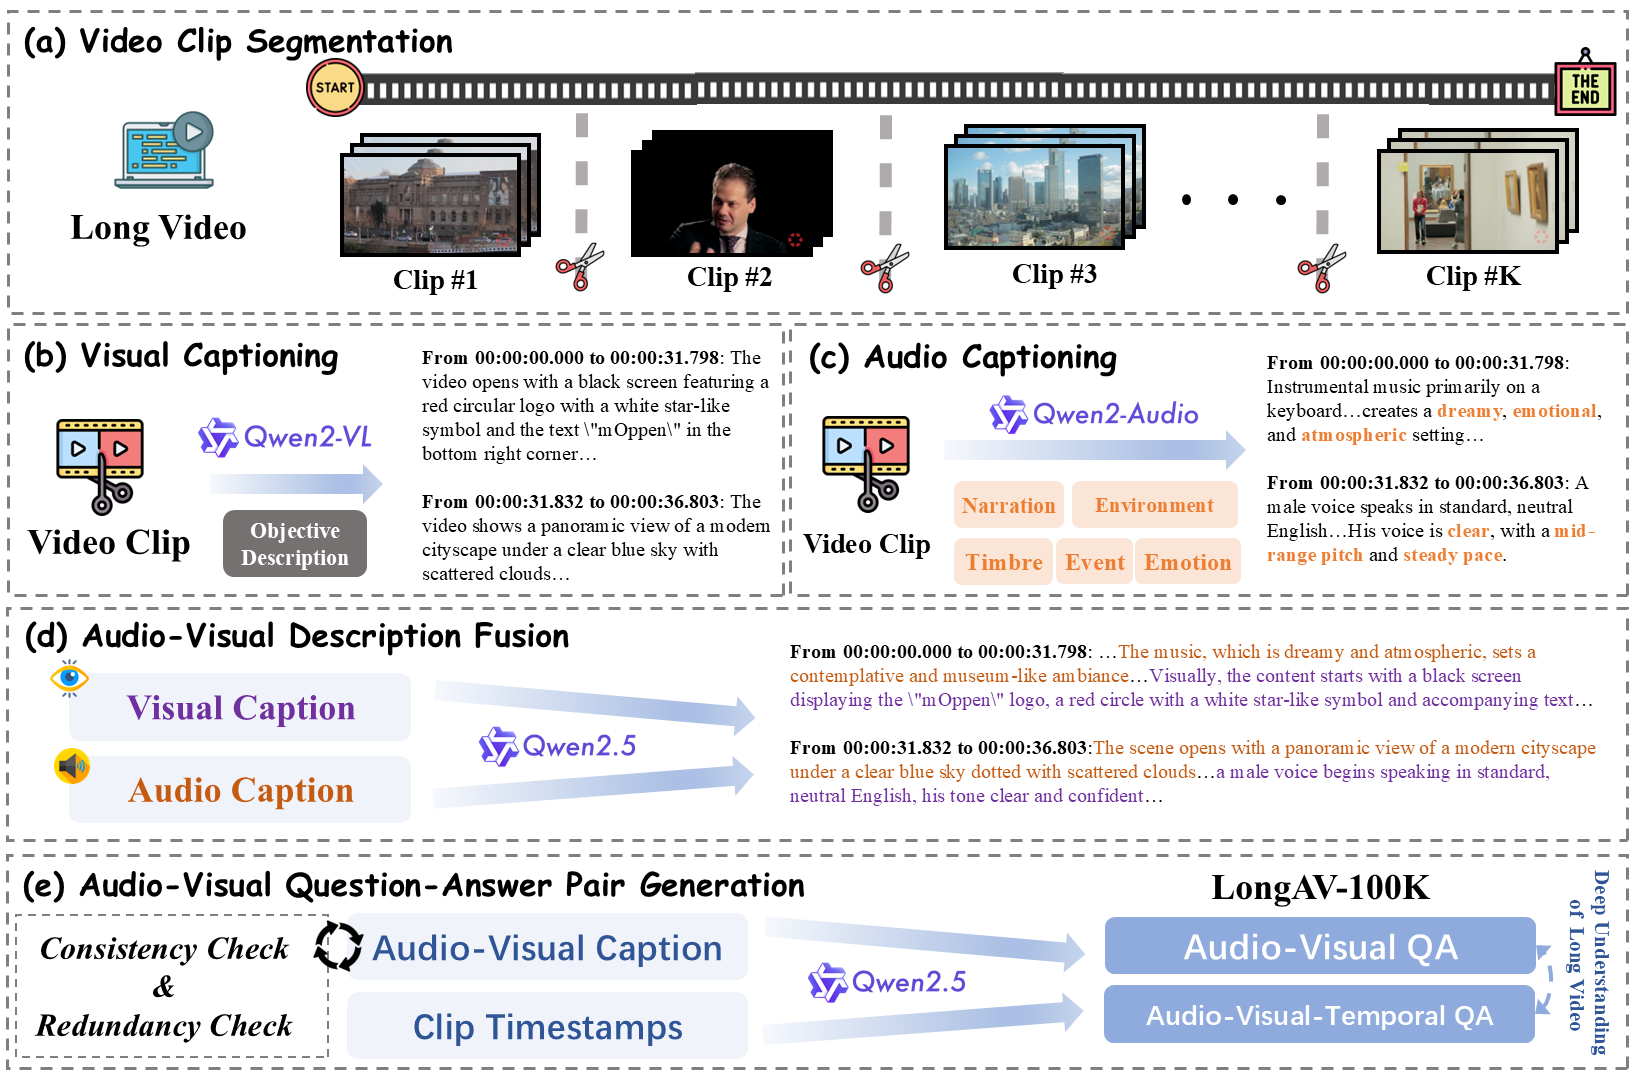 (a) Video Clip Segmentation
START
THE
END
Long Video
Clip #1
Clip #2
Clip #3
. . .
Clip #K
(b) Visual Captioning
Qwen2-VL
Video Clip
Objective
Description
From 00:00:00.000 to 00:00:31.798: The
video opens with a black screen featuring a
red circular logo with a white star-like
symbol and the text \"mOppen\" in the
bottom right corner…
From 00:00:31.832 to 00:00:36.803: The
video shows a panoramic view of a modern
cityscape under a clear blue sky with
scattered clouds…
(c) Audio Captioning
Qwen2-Audio
Video Clip
Narration
Environment
Timbre
Event
Emotion
From 00:00:00.000 to 00:00:31.798:
Instrumental music primarily on a
keyboard…creates a dreamy, emotional,
and atmospheric setting…
From 00:00:31.832 to 00:00:36.803: A
male voice speaks in standard, neutral
English…His voice is clear, with a mid-
range pitch and steady pace.
(d) Audio-Visual Description Fusion
Visual Caption
Audio Caption
Qwen2.5
From 00:00:00.000 to 00:00:31.798: …The music, which is dreamy and atmospheric, sets a
contemplative and museum-like ambiance…Visually, the content starts with a black screen
displaying the \"mOppen\" logo, a red circle with a white star-like symbol and accompanying text…
From 00:00:31.832 to 00:00:36.803:The scene opens with a panoramic view of a modern cityscape
under a clear blue sky dotted with scattered clouds…a male voice begins speaking in standard,
neutral English, his tone clear and confident…
(e) Audio-Visual Question-Answer Pair Generation
Consistency Check
&
Redundancy Check
Audio-Visual Caption
Clip Timestamps
Qwen2.5
LongAV-100K
Audio-Visual QA
Audio-Visual-Temporal QA
Deep Understanding
of Long Video